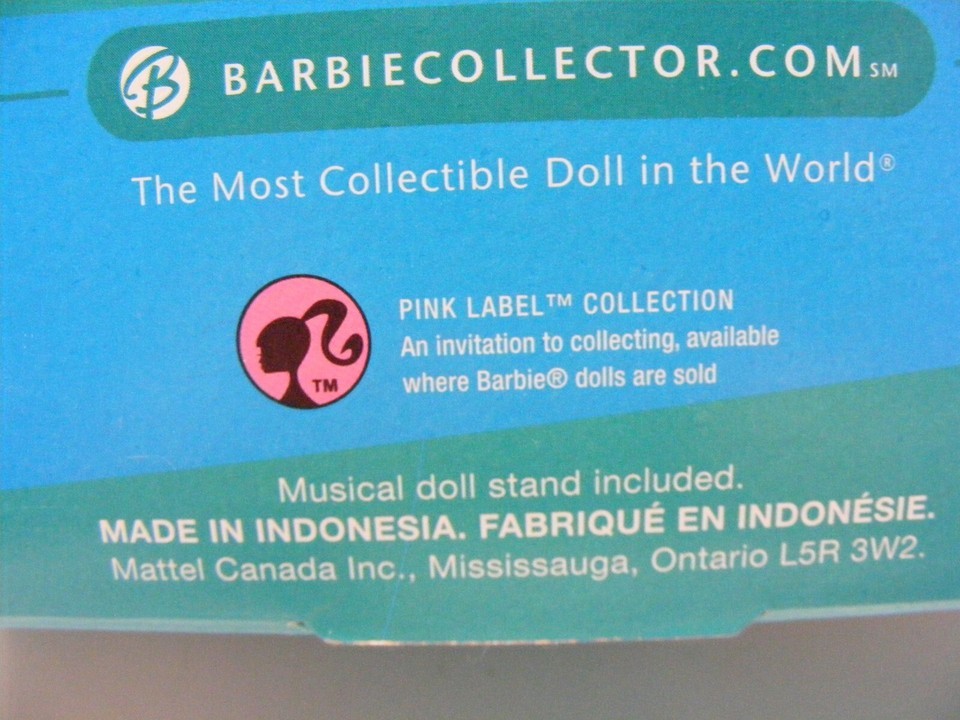 B BARBIECOLLECTOR.COM SM
The Most Collectible Doll in the World®
PINK LABEL™ COLLECTION
An invitation to collecting, available
where Barbie® dolls are sold
TM
Musical doll stand included.
MADE IN INDONESIA. FABRIQUÉ EN INDONÉSIE.
Mattel Canada Inc., Mississauga, Ontario L5R 3W2.